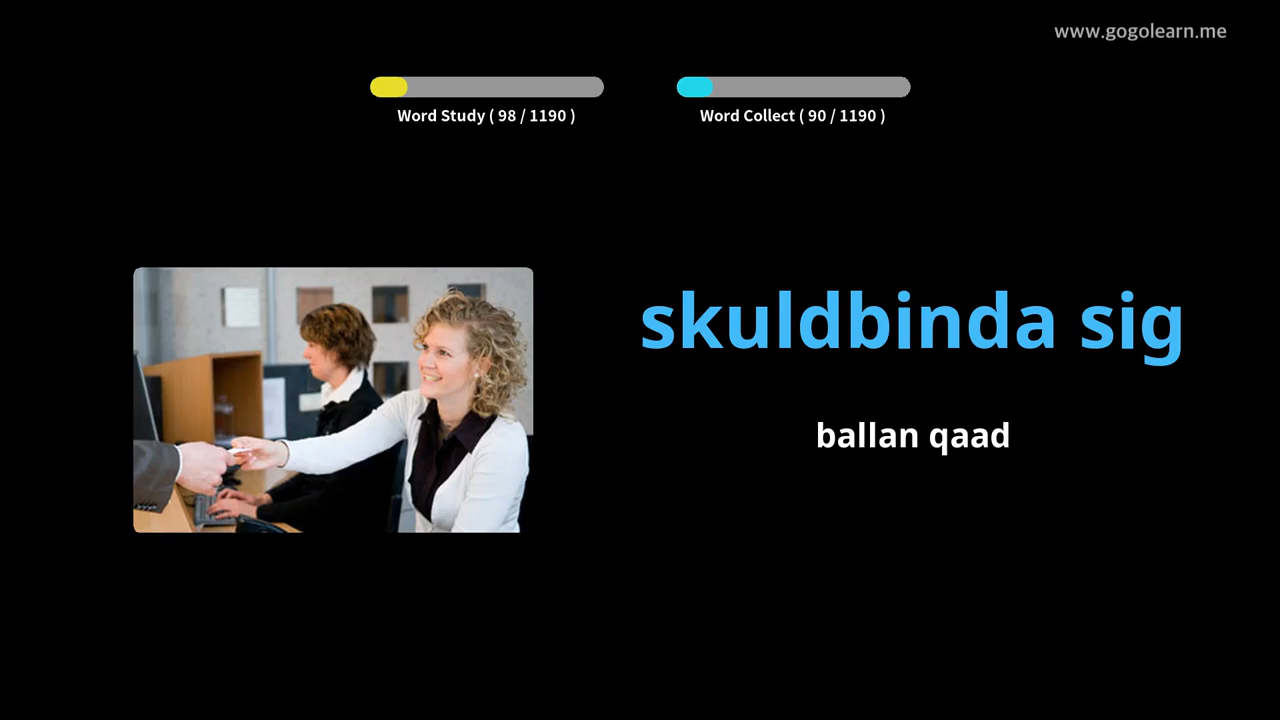 www.gogolearn.me
Word Study ( 98 / 1190 )
Word Collect ( 90 / 1190 )
skuldbinda sig
ballan qaad